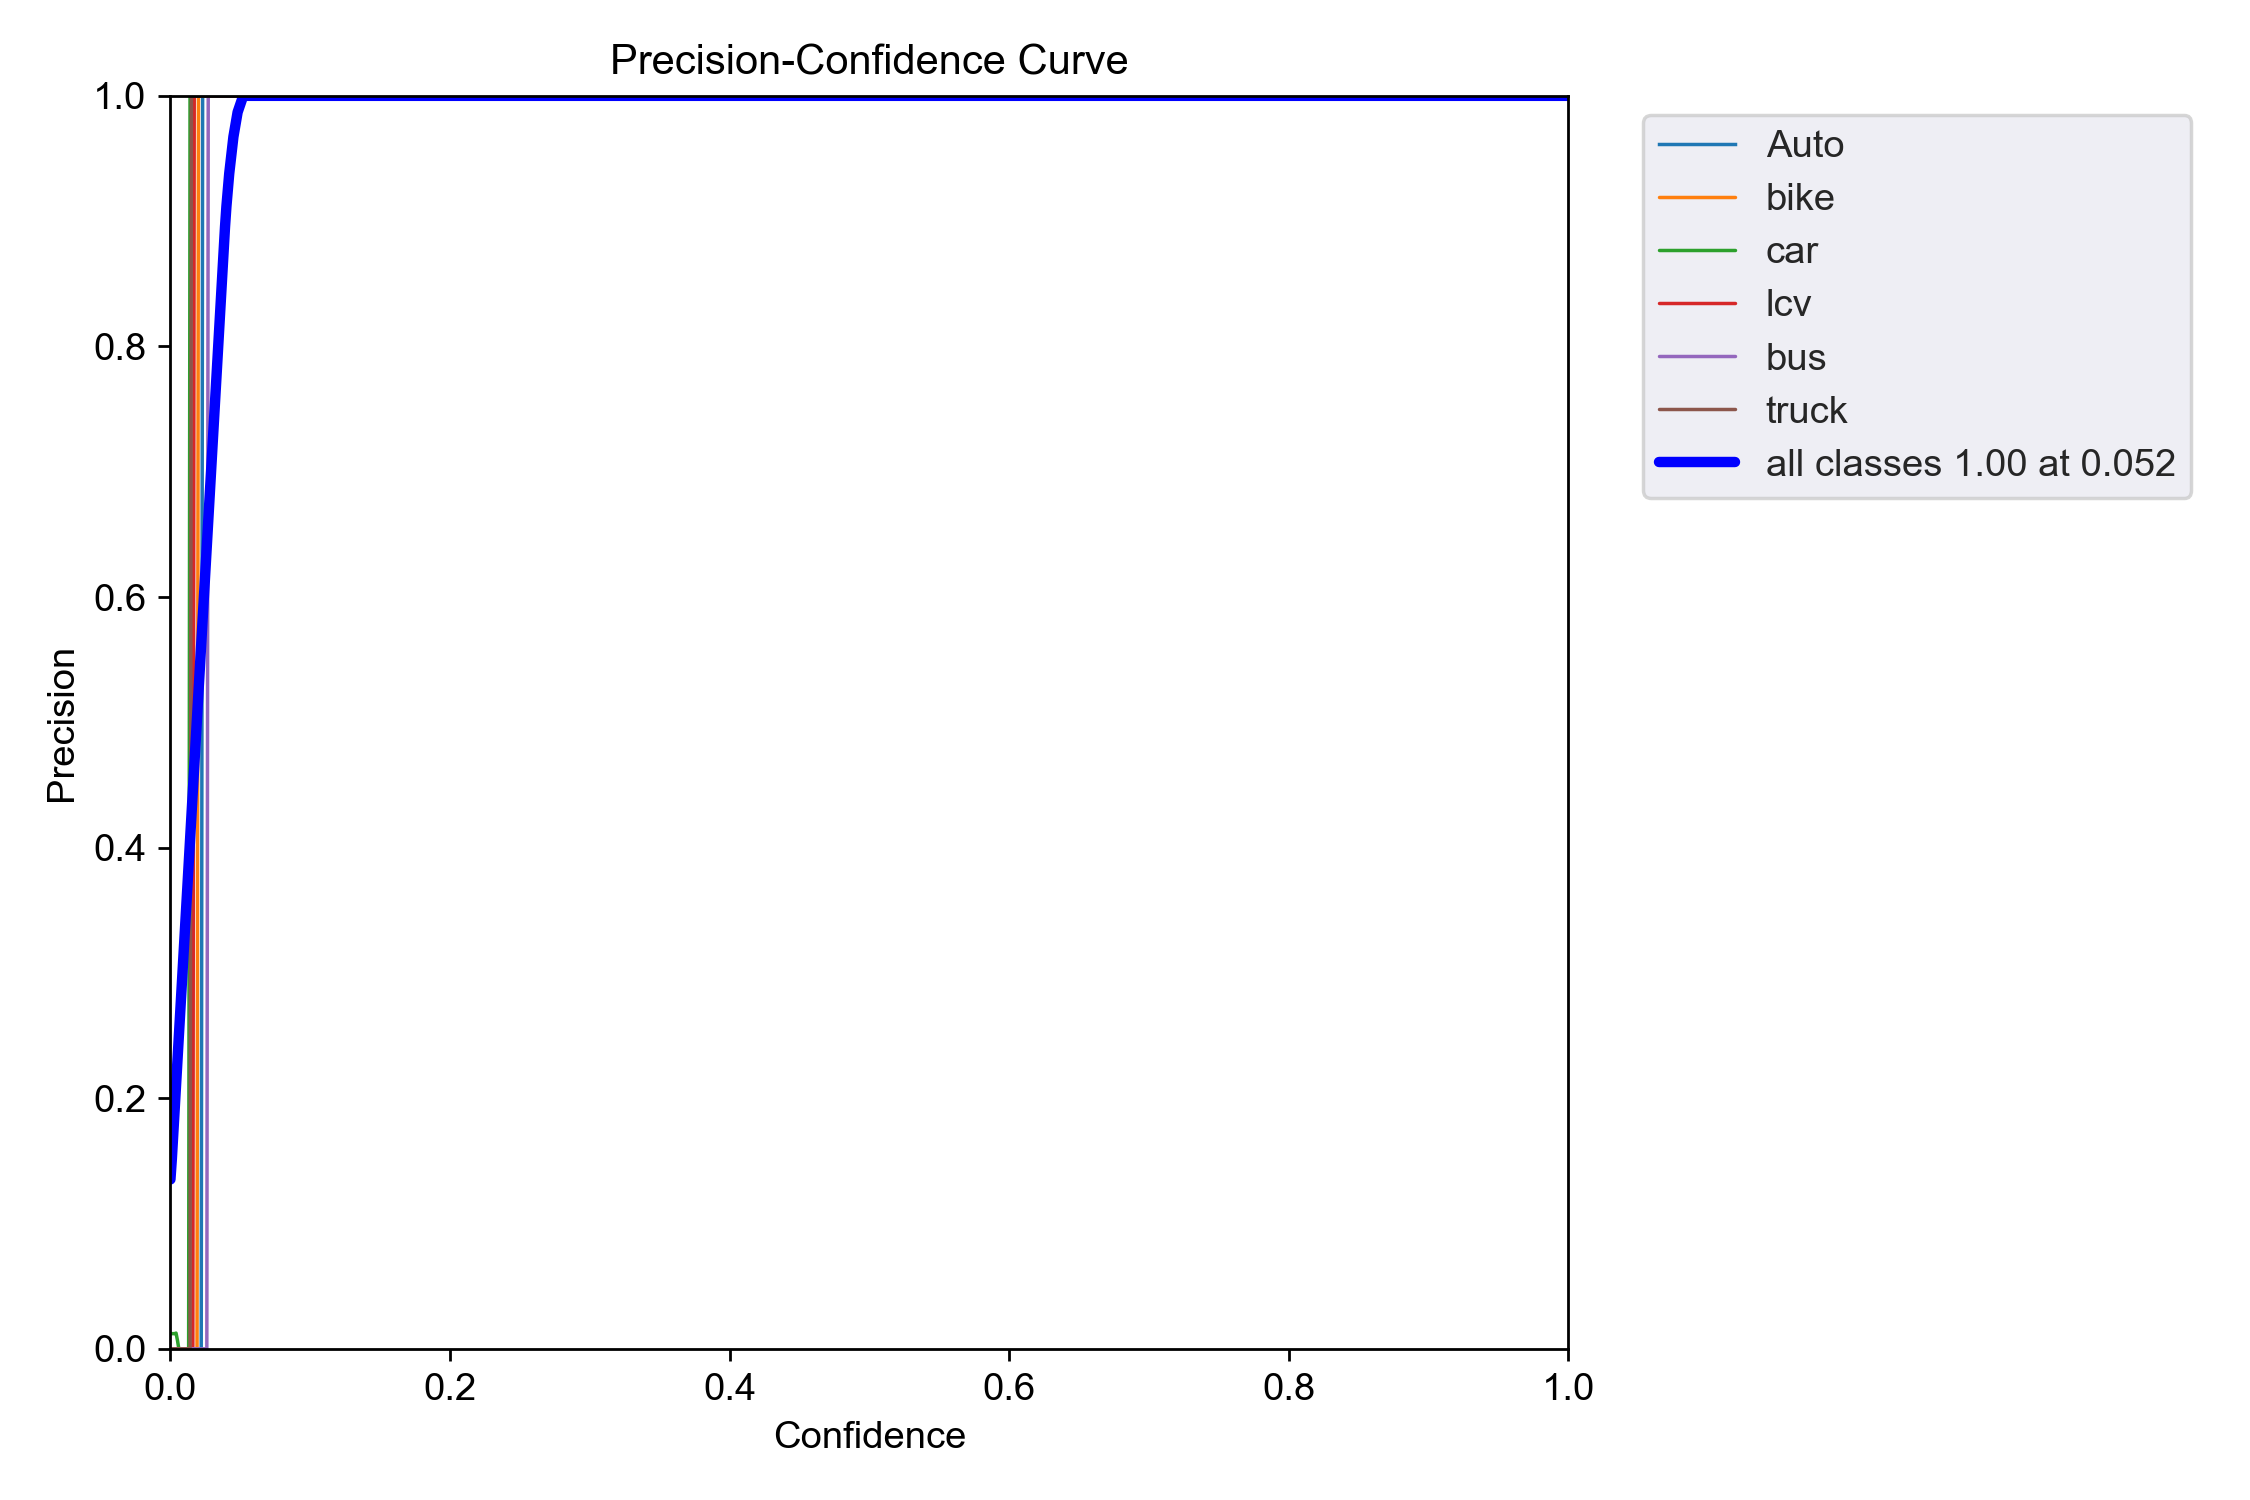 Precision-Confidence Curve
1.0
0.8
0.6
0.4
0.2
0.0
Precision
0.0 0.2 0.4 0.6 0.8 1.0
Confidence
Auto
bike
car
lcv
bus
truck
all classes 1.00 at 0.052